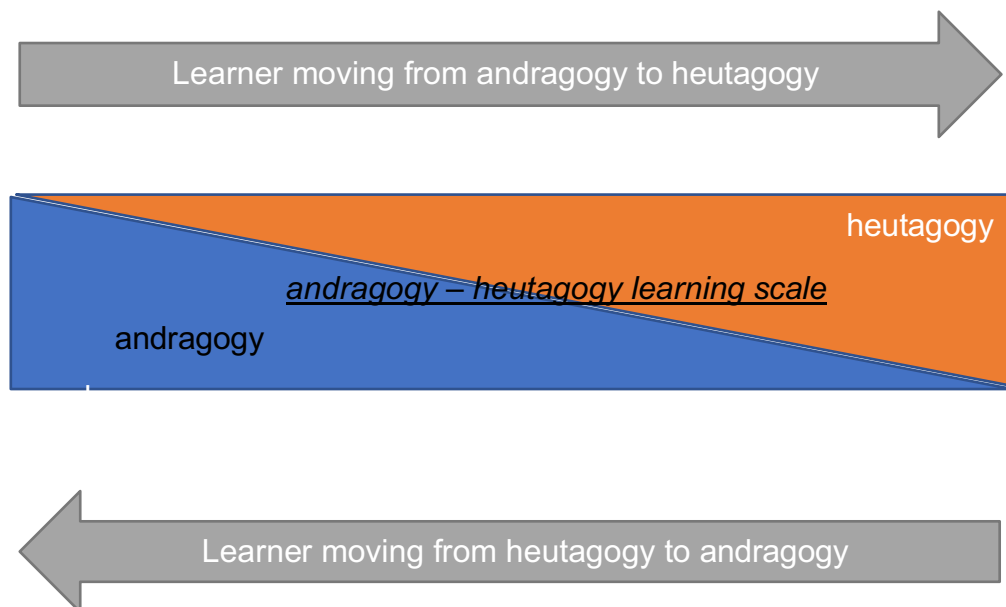 Learner moving from andragogy to heutagogy
heutagogy
andragogy – heutagogy learning scale
andragogy
Learner moving from heutagogy to andragogy